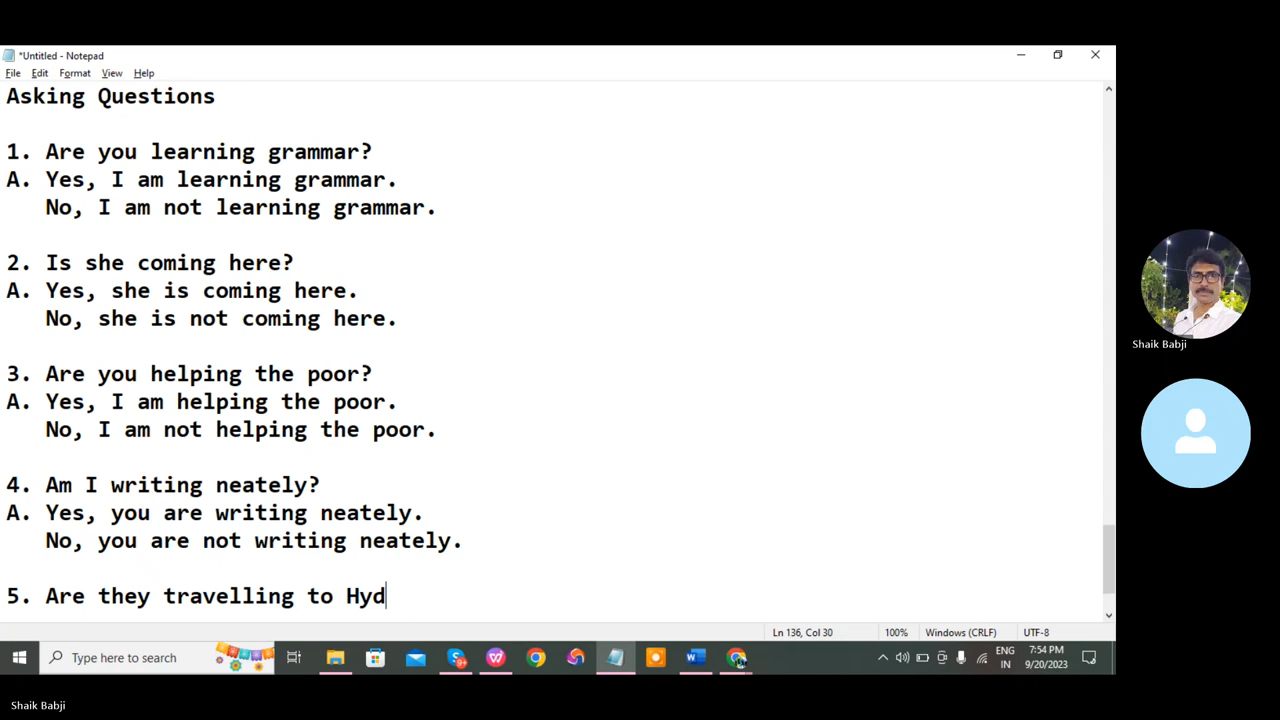 *Untitled - Notepad
File Edit Format View Help
Asking Questions
1. Are you learning grammar?
A. Yes, I am learning grammar.
No, I am not learning grammar.
2. Is she coming here?
A. Yes, she is coming here.
No, she is not coming here.
3. Are you helping the poor?
A. Yes, I am helping the poor.
No, I am not helping the poor.
4. Am I writing neately?
A. Yes, you are writing neately.
No, you are not writing neately.
5. Are they travelling to Hyd
Shaik Babji
Ln 136, Col 30 100% Windows (CRLF) UTF-8
Type here to search
ENG
IN
7:54 PM
9/20/2023
Shaik Babji